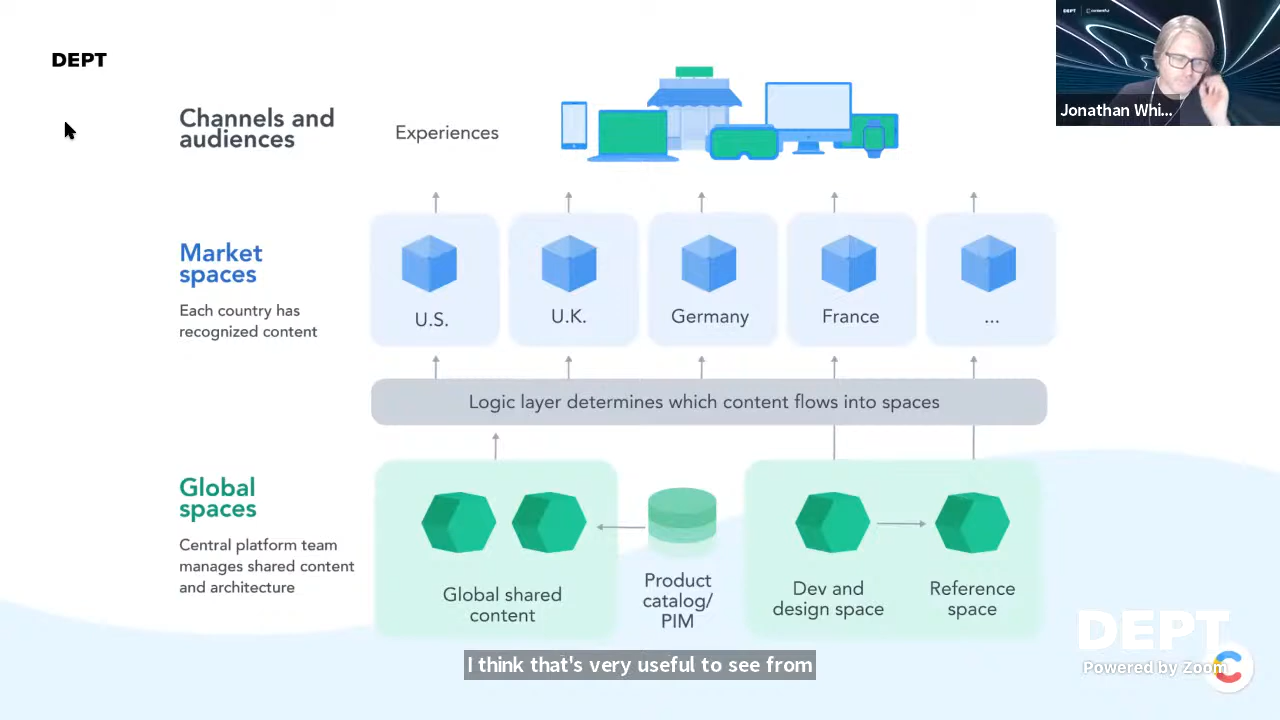 DEPT
DEPT
contentful
Jonathan Whi...
Channels and
audiences
Experiences
Market
spaces
Each country has
recognized content
U.S.
U.K.
Germany
France
...
Logic layer determines which content flows into spaces
Global
spaces
Central platform team
manages shared content
and architecture
Global shared
content
Product
catalog/
PIM
Dev and
design space
Reference
space
DEPT
Powered by Zoom
I think that's very useful to see from